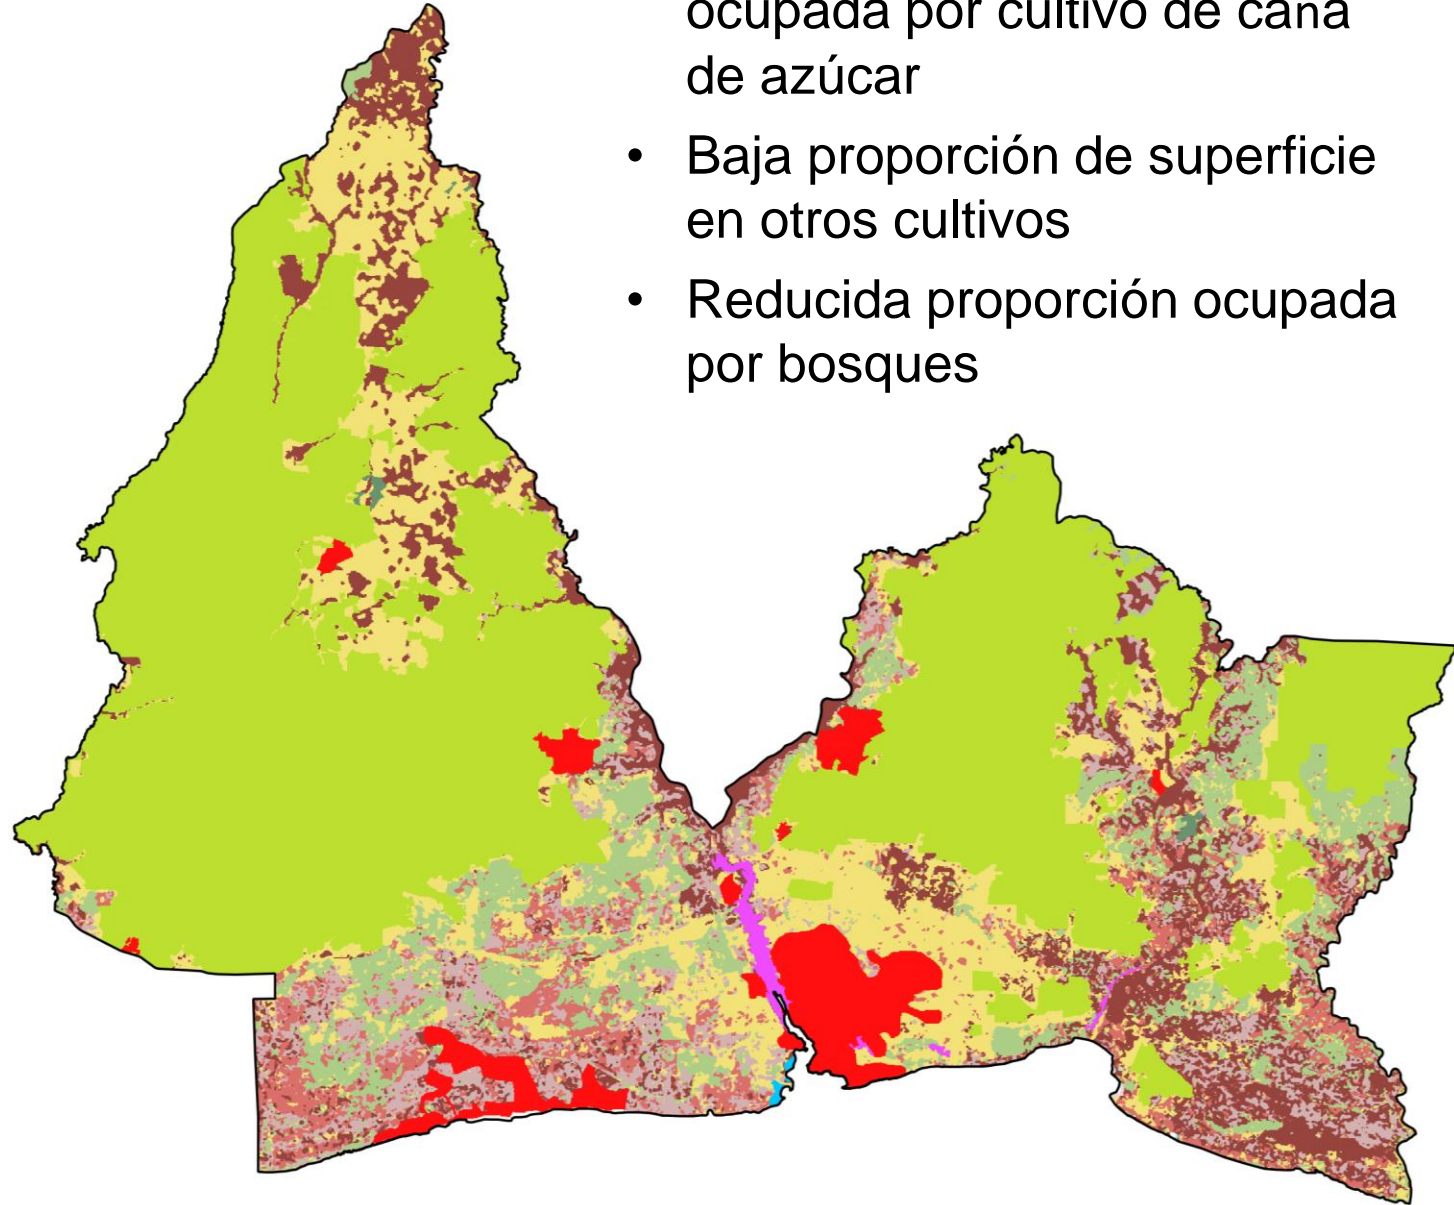 ocupada por cultivo de caña
de azúcar
• Baja proporción de superficie
en otros cultivos
• Reducida proporción ocupada
por bosques